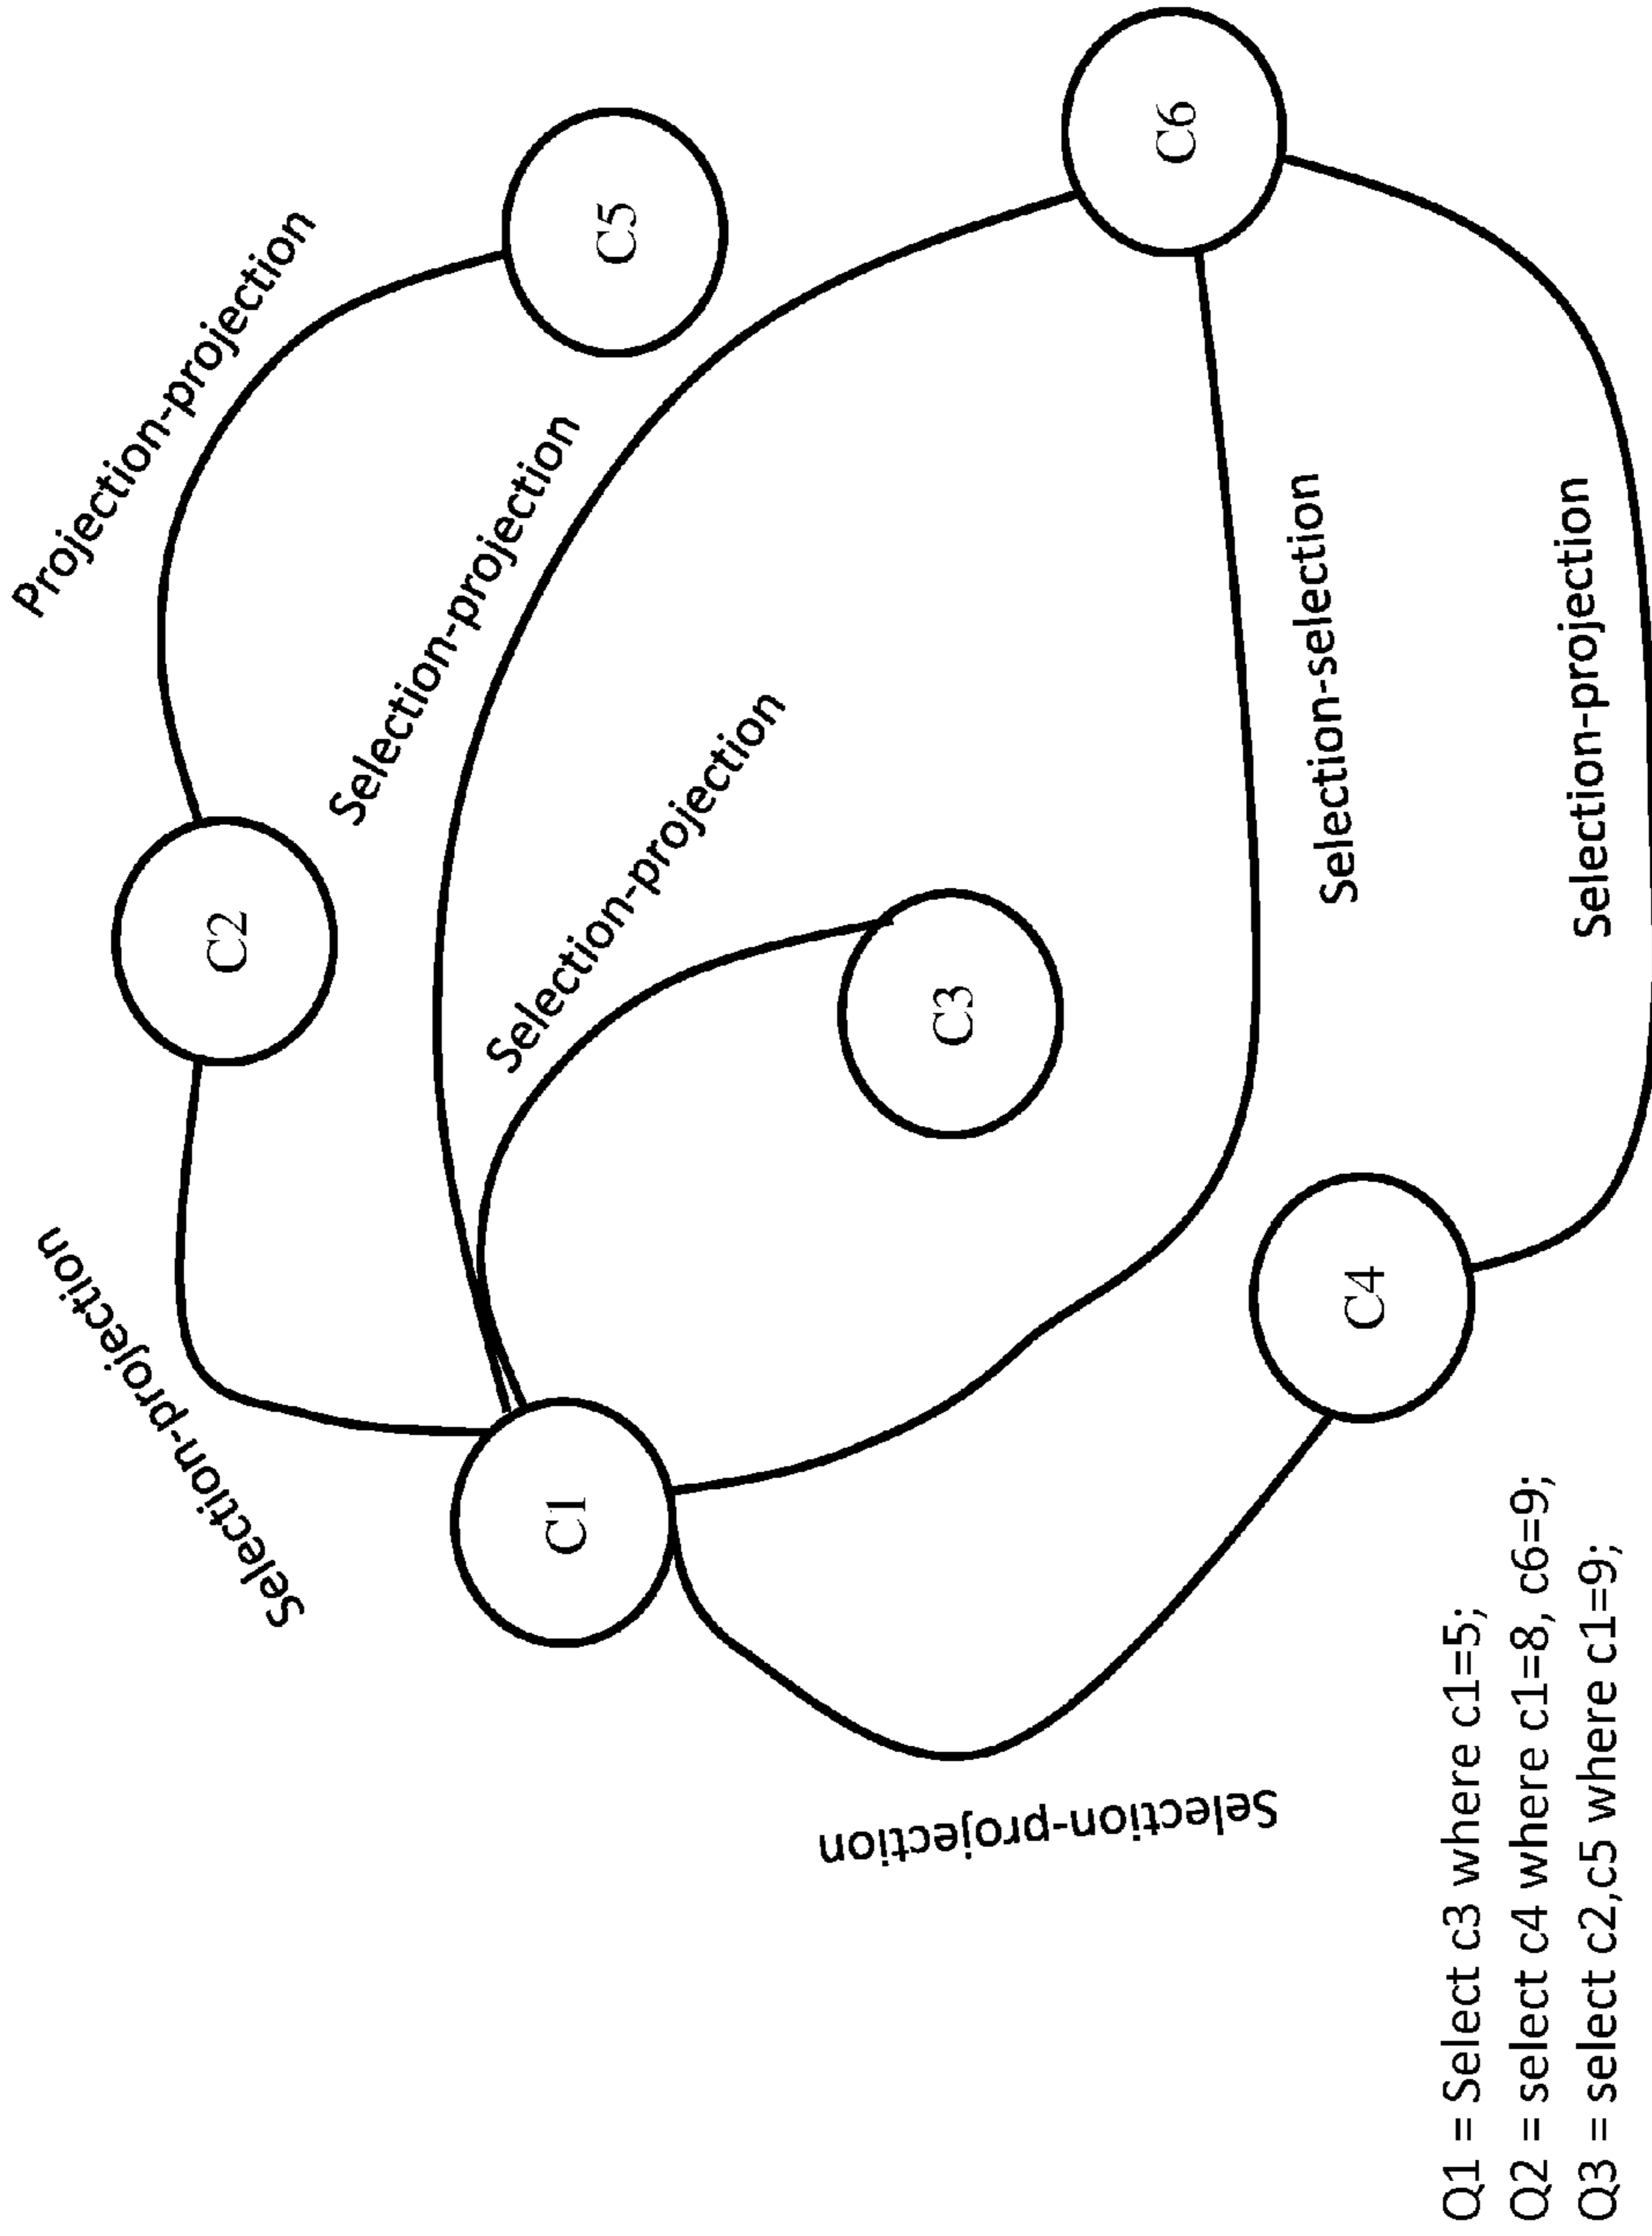 Selection-projection
Projection-projection
C2
Selection-projection
C1
C5
Selection-projection
C3
Selection-projection
C6
Selection-selection
C4
Selection-projection
Q1 = Select c3 where c1=5;
Q2 = select c4 where c1=8, c6=9;
Q3 = select c2,c5 where c1=9;